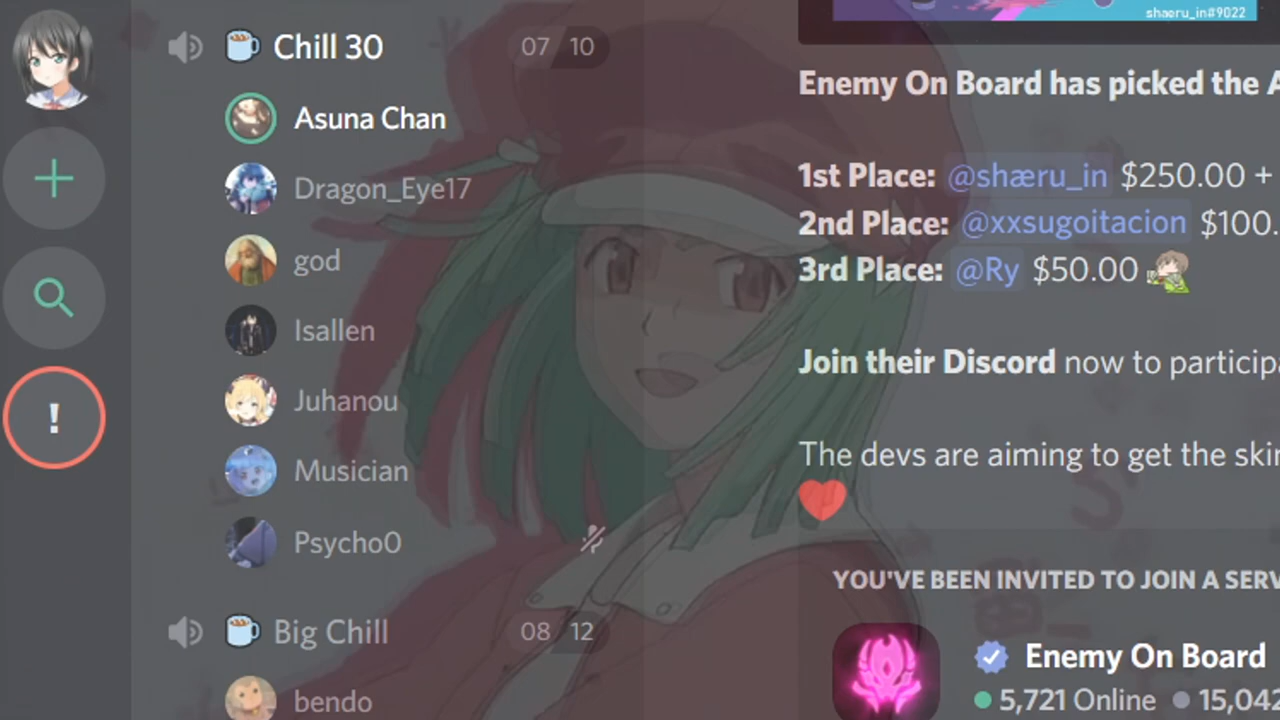 Chill 30
07 10
Asuna Chan
Dragon_Eye17
god
Isallen
Juhanou
Musician
Psycho0
Big Chill
08 12
bendo
!
shaeru_in#9022
Enemy On Board has picked the A
1st Place: @shæru_in $250.00 +
2nd Place: @xxsugoitacion $100.
3rd Place: @Ry $50.00
Join their Discord now to particip
The devs are aiming to get the ski
YOU'VE BEEN INVITED TO JOIN A SERV
Enemy On Board
5,721 Online 15,042